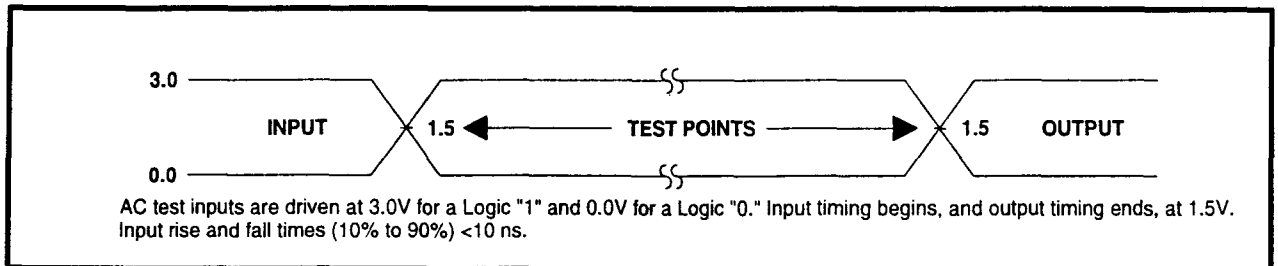 3.0
INPUT 1.5 TEST POINTS 1.5 OUTPUT
0.0
AC test inputs are driven at 3.0V for a Logic "1" and 0.0V for a Logic "0." Input timing begins, and output timing ends, at 1.5V.
Input rise and fall times (10% to 90%) <10 ns.